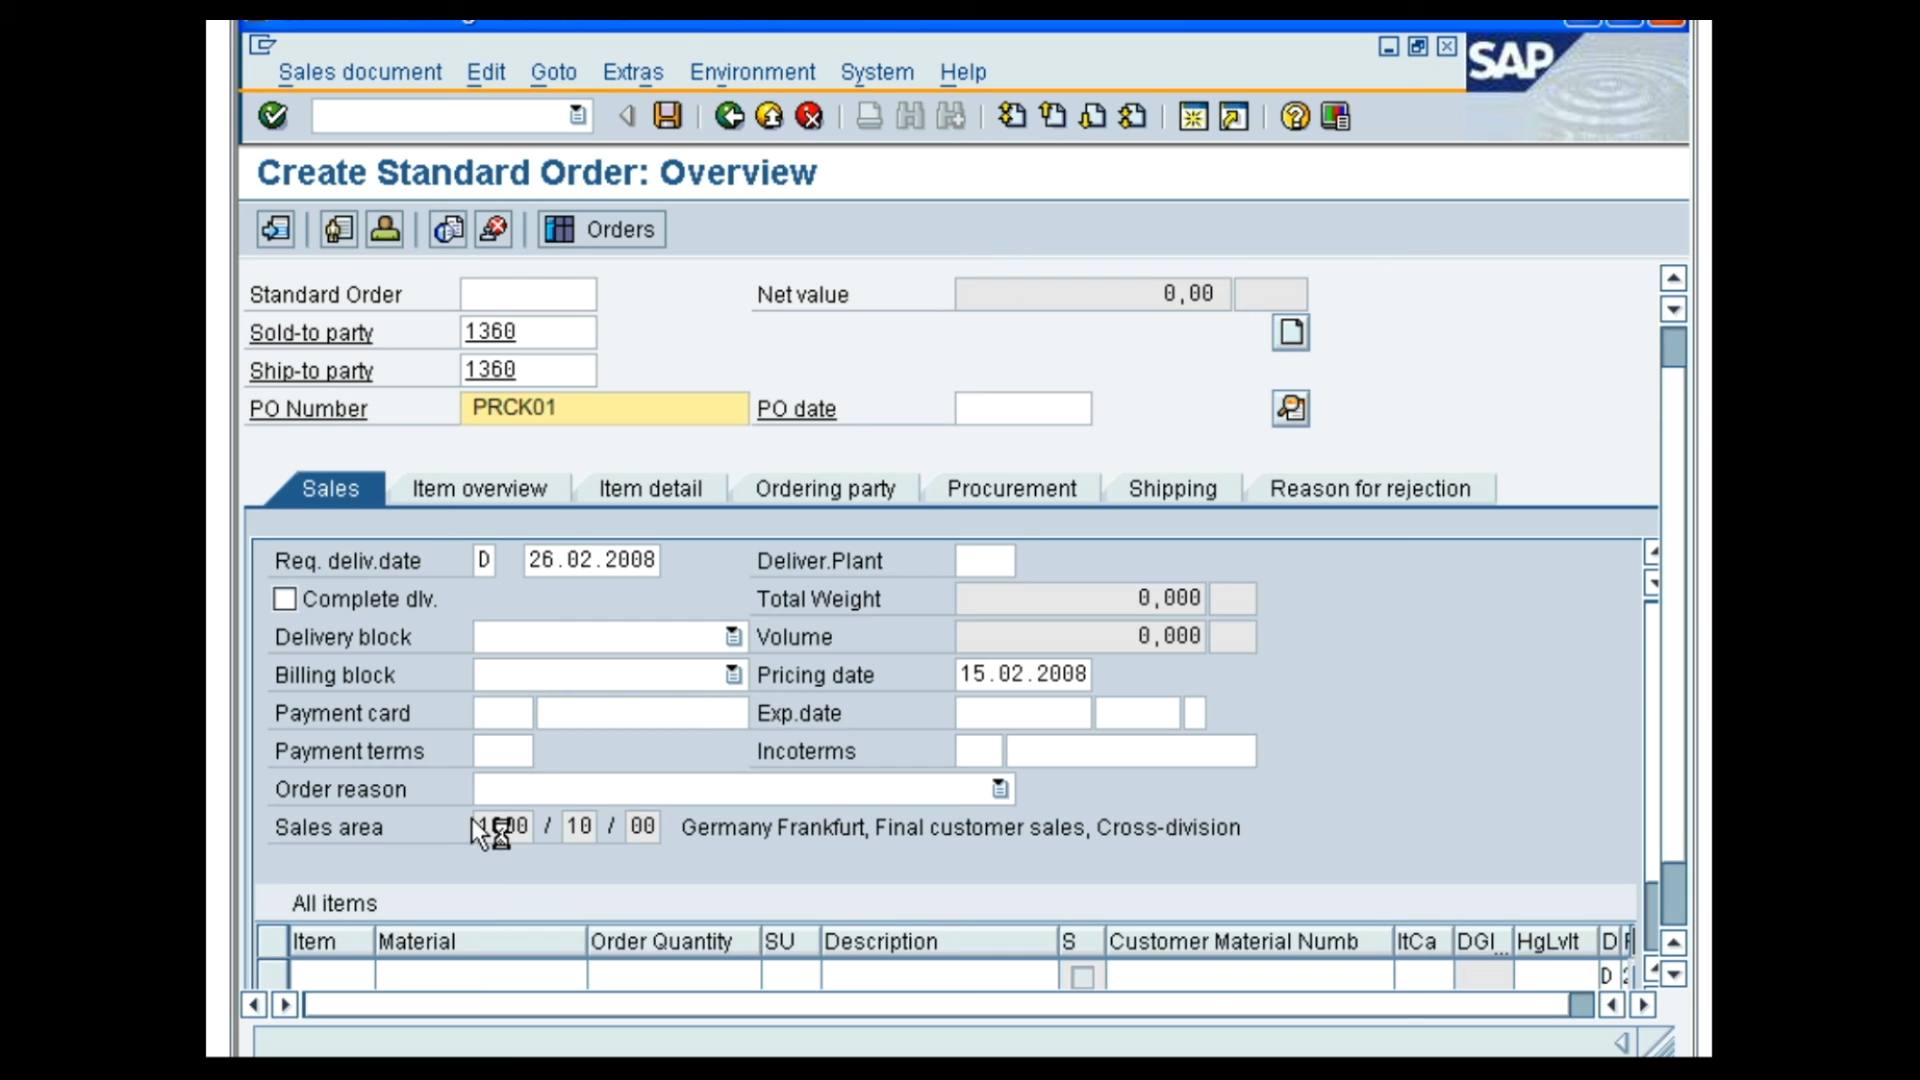 Sales document Edit Goto Extras Environment System Help
SAP
Create Standard Order: Overview
Orders
Standard Order Net value 0,00
Sold-to party 1360
Ship-to party 1360
PO Number PRCK01 PO date
Sales Item overview Item detail Ordering party Procurement Shipping Reason for rejection
Req. deliv.date D 26.02.2008 Deliver.Plant
Complete dlv. Total Weight 0,000
Delivery block Volume 0,000
Billing block Pricing date 15.02.2008
Payment card Exp.date
Payment terms Incoterms
Order reason
Sales area / 10 / 00 Germany Frankfurt, Final customer sales, Cross-division
All items
Item Material Order Quantity SU Description S Customer Material Numb ItCa DGI... HgLvIt D
D